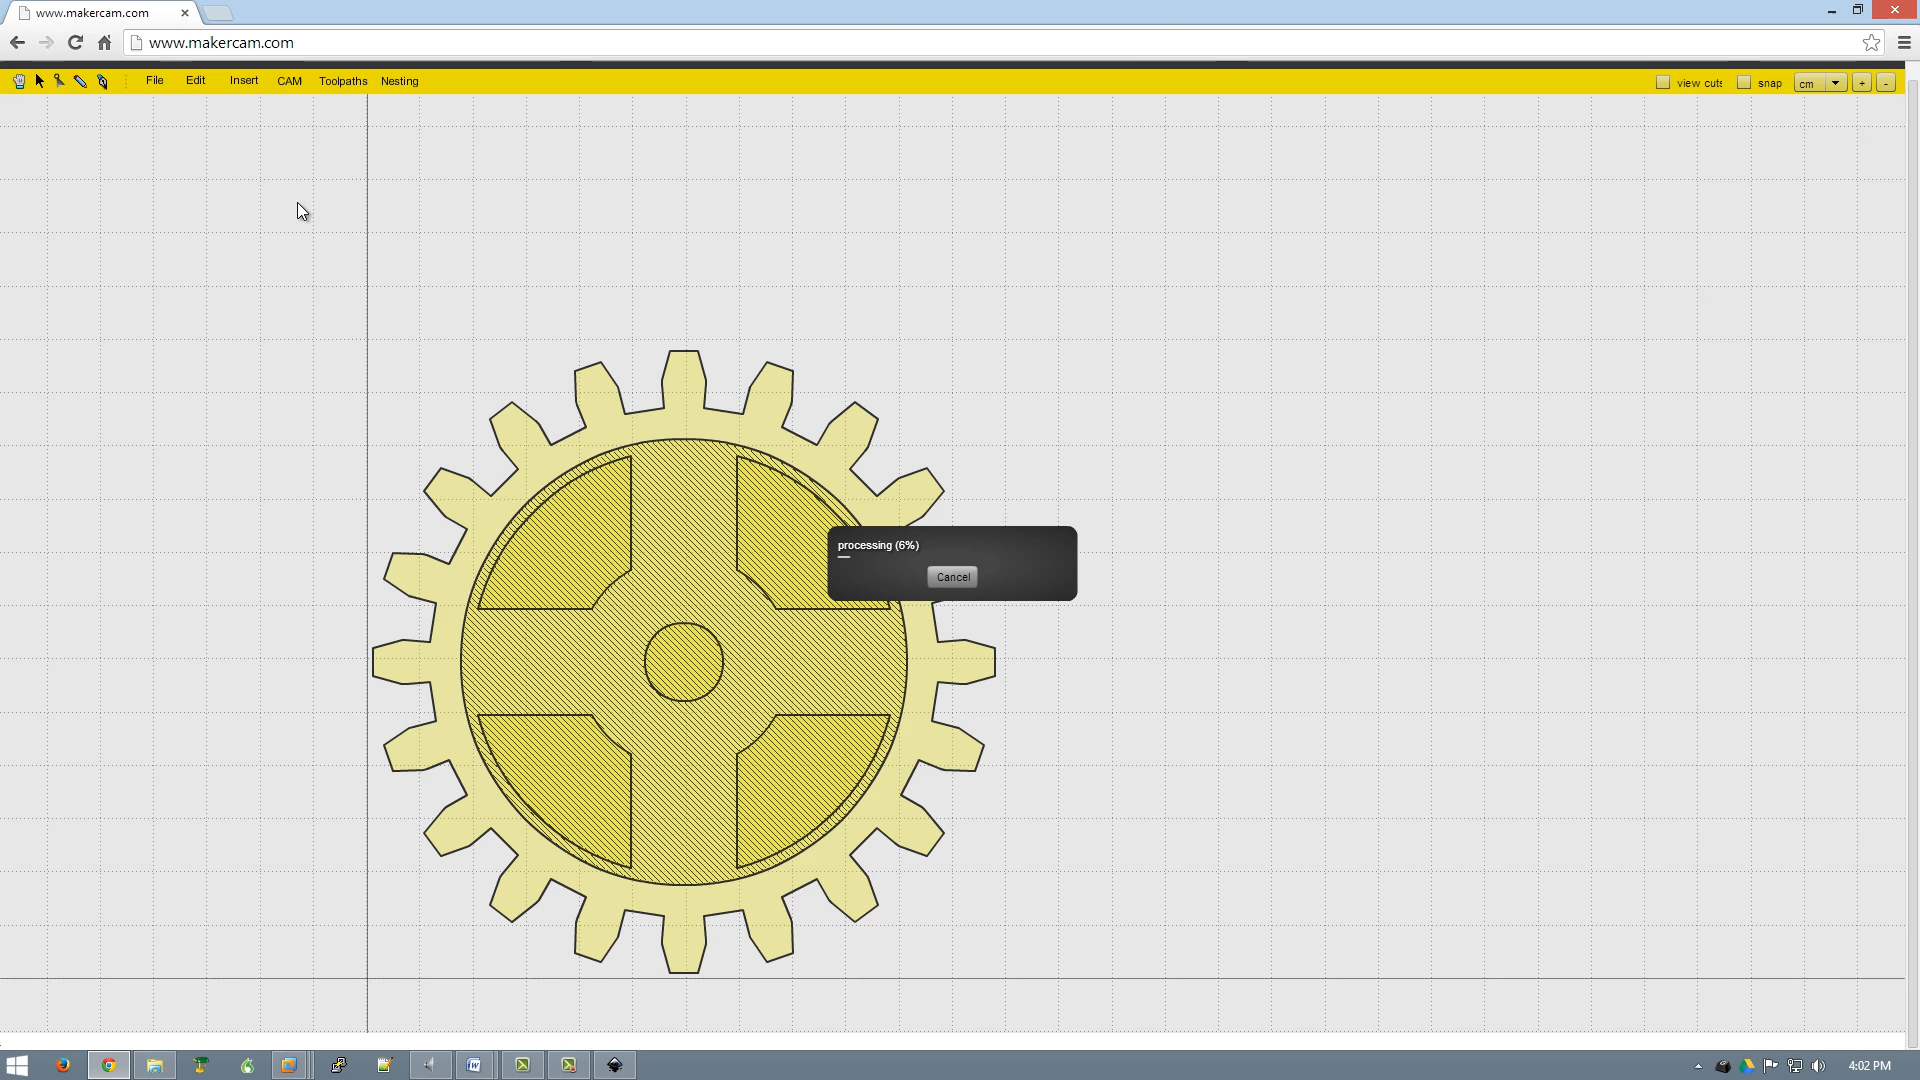 www.makercam.com
www.makercam.com
File Edit Insert CAM Toolpaths Nesting
view cuts snap cm + -
processing (6%)
Cancel
4:02 PM